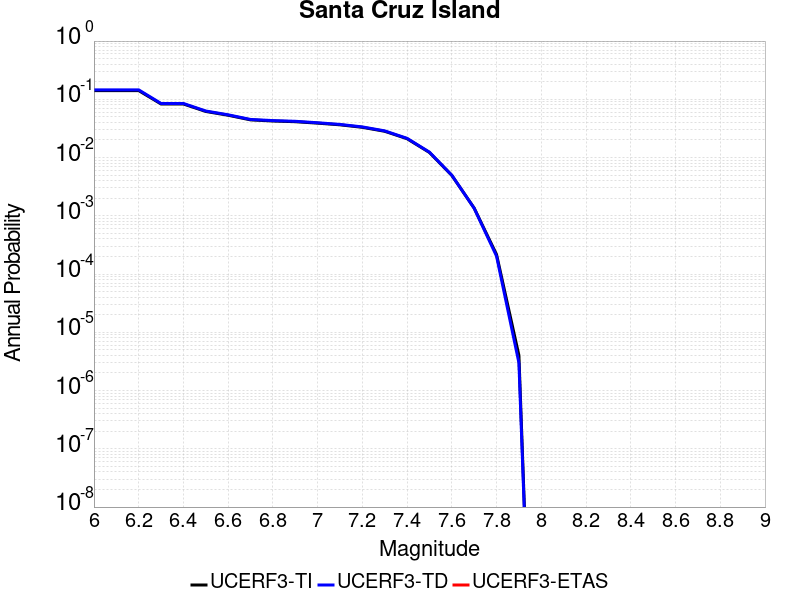 Santa Cruz Island
10^0
10^-1
10^-2
10^-3
10^-4
10^-5
10^-6
10^-7
10^-8
Annual Probability
6 6.2 6.4 6.6 6.8 7 7.2 7.4 7.6 7.8 8 8.2 8.4 8.6 8.8 9
Magnitude
UCERF3-TI UCERF3-TD UCERF3-ETAS